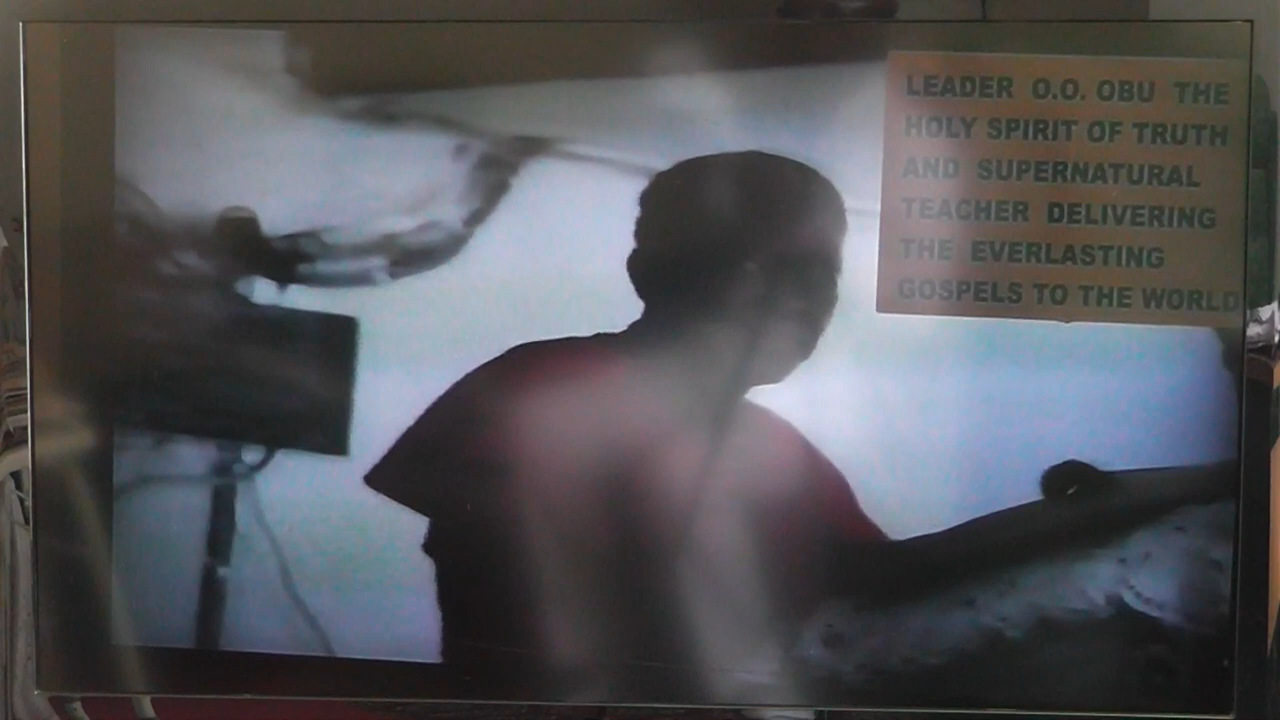 LEADER O.O. OBU THE
HOLY SPIRIT OF TRUTH
AND SUPERNATURAL
TEACHER DELIVERING
THE EVERLASTING
GOSPELS TO THE WORLD